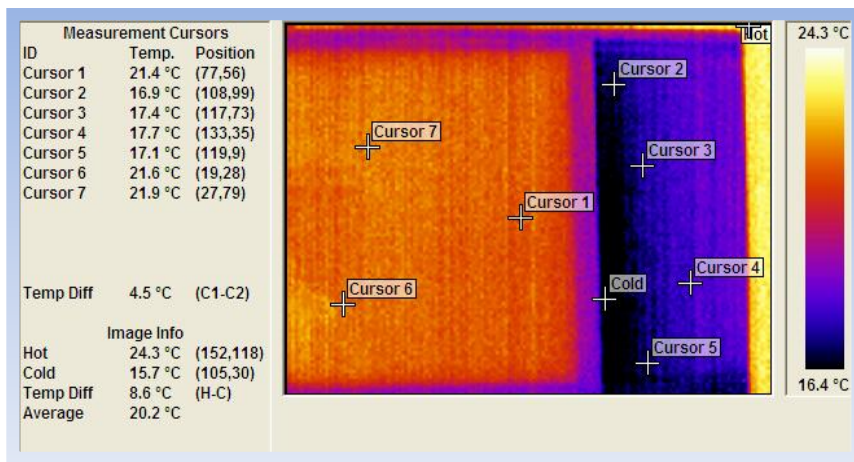 Measurement Cursors
ID Temp. Position
Cursor 1 21.4 °C (77,56)
Cursor 2 16.9 °C (108,99)
Cursor 3 17.4 °C (117,73)
Cursor 4 17.7 °C (133,35)
Cursor 5 17.1 °C (119,9)
Cursor 6 21.6 °C (19,28)
Cursor 7 21.9 °C (27,79)
Temp Diff 4.5 °C (C1-C2)
Image Info
Hot 24.3 °C (152,118)
Cold 15.7 °C (105,30)
Temp Diff 8.6 °C (H-C)
Average 20.2 °C
Hot
Cursor 2
Cursor 7
Cursor 3
Cursor 1
Cursor 4
Cold
Cursor 6
Cursor 5
24.3 °C
16.4 °C